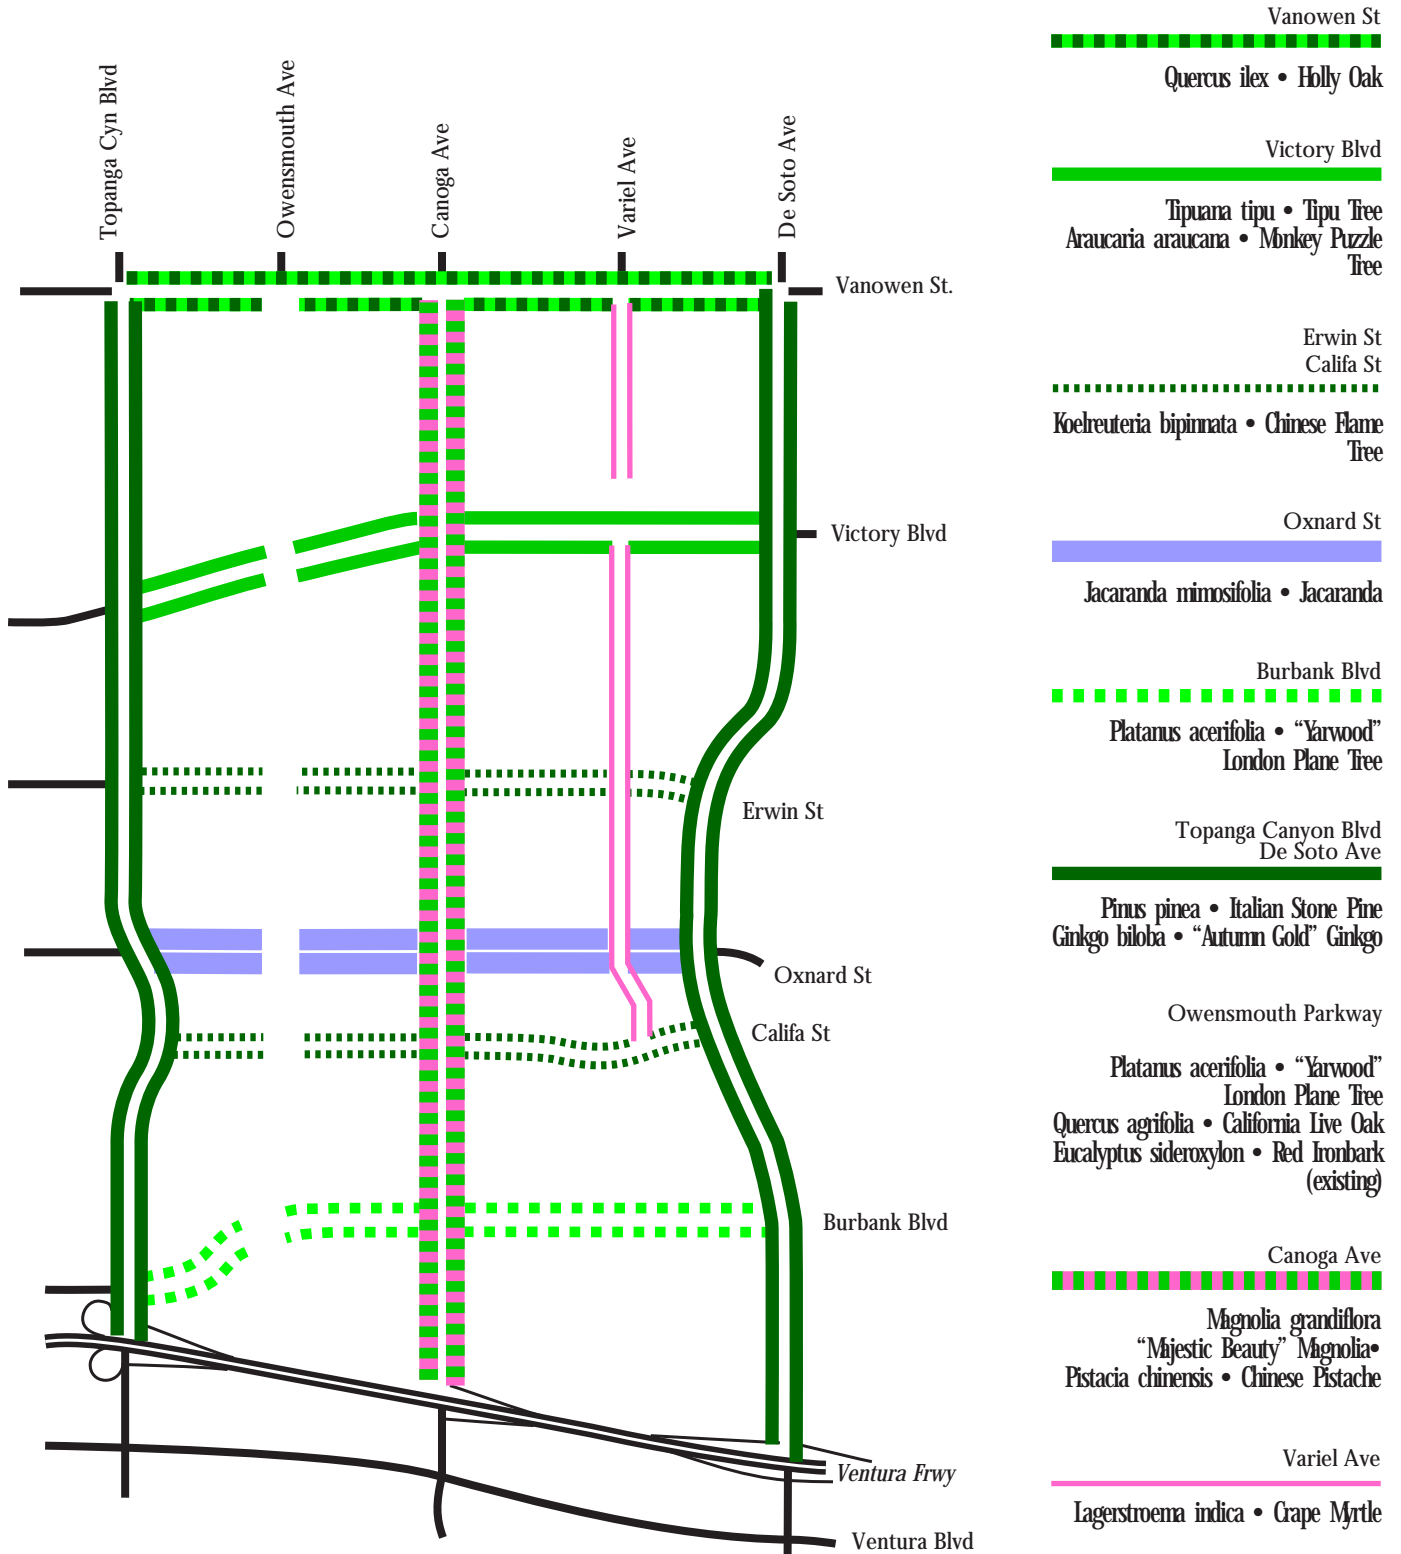 Topanga Cyn Blvd
Owensmouth Ave
Canoga Ave
Variel Ave
De Soto Ave
Vanowen St.
Victory Blvd
Erwin St
Oxnard St
Califa St
Burbank Blvd
Ventura Frwy
Ventura Blvd
Vanowen St
Quercus ilex • Holly Oak
Victory Blvd
Tipuana tipu • Tipu Tree
Araucaria araucana • Monkey Puzzle
Tree
Erwin St
Califa St
Koelreuteria bipinnata • Chinese Flame
Tree
Oxnard St
Jacaranda mimosifolia • Jacaranda
Burbank Blvd
Platanus acerifolia • “Yarwood”
London Plane Tree
Topanga Canyon Blvd
De Soto Ave
Pinus pinea • Italian Stone Pine
Ginkgo biloba • “Autumn Gold” Ginkgo
Owensmouth Parkway
Platanus acerifolia • “Yarwood”
London Plane Tree
Quercus agrifolia • California Live Oak
Eucalyptus sideroxylon • Red Ironbark
(existing)
Canoga Ave
Magnolia grandiflora
“Majestic Beauty” Magnolia•
Pistacia chinensis • Chinese Pistache
Variel Ave
Lagerstroema indica • Crape Myrtle